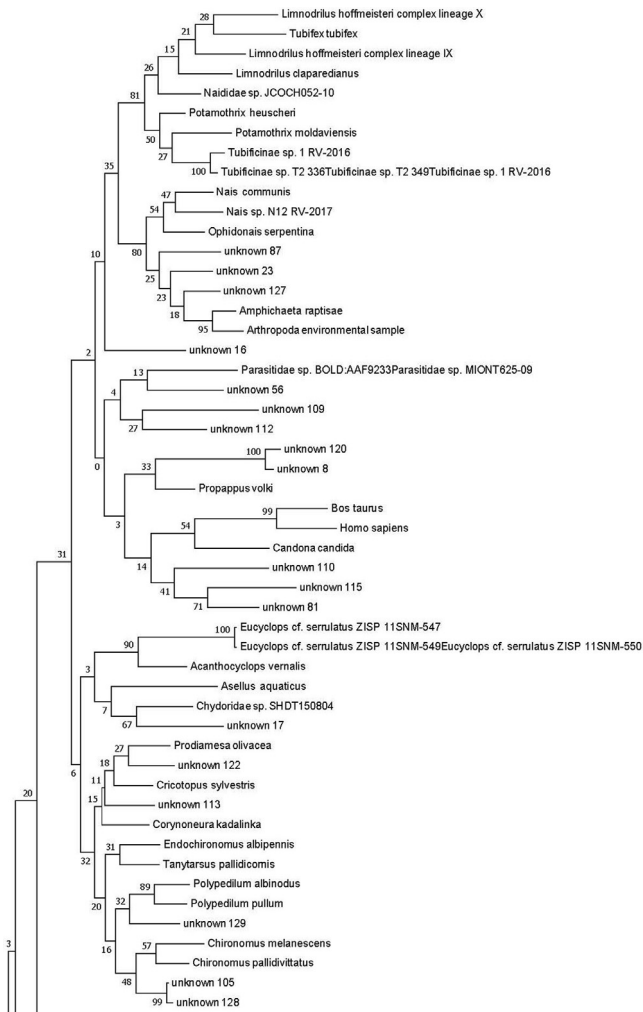 28
Limnodrilus hoffmeisteri complex lineage X
21
Tubifex tubifex
15
Limnodrilus hoffmeisteri complex lineage IX
26
Limnodrilus claparedianus
81
Naididae sp. JCOCH052-10
Potamothrix heuscheri
50
Potamothrix moldaviensis
27
Tubificinae sp. 1 RV-2016
100
Tubificinae sp. T2 336Tubificinae sp. T2 349Tubificinae sp. 1 RV-2016
35
47
Nais communis
54
Nais sp. N12 RV-2017
Ophidonais serpentina
80
unknown 87
25
unknown 23
23
unknown 127
18
Amphichaeta raptisae
95
Arthropoda environmental sample
10
unknown 16
2
13
Parasitidae sp. BOLD:AAF9233Parasitidae sp. MIONT625-09
4
unknown 56
unknown 109
27
unknown 112
0
100
unknown 120
33
unknown 8
Propappus volki
3
99
Bos taurus
54
Homo sapiens
Candona candida
14
unknown 110
41
unknown 115
71
unknown 81
31
100
Eucyclops cf. serrulatus ZISP 11SNM-547
90
Eucyclops cf. serrulatus ZISP 11SNM-549Eucyclops cf. serrulatus ZISP 11SNM-550
3
Acanthocyclops vernalis
Asellus aquaticus
7
Chydoridae sp. SHDT150804
67
unknown 17
6
27
Prodiamesa olivacea
18
unknown 122
11
Cricotopus sylvestris
15
unknown 113
Corynoneura kadalinka
32
31
Endochironomus albipennis
Tanytarsus pallidicornis
20
89
Polypedilum albinodus
32
Polypedilum pullum
unknown 129
16
57
Chironomus melanescens
Chironomus pallidivittatus
48
unknown 105
99
unknown 128
20
3